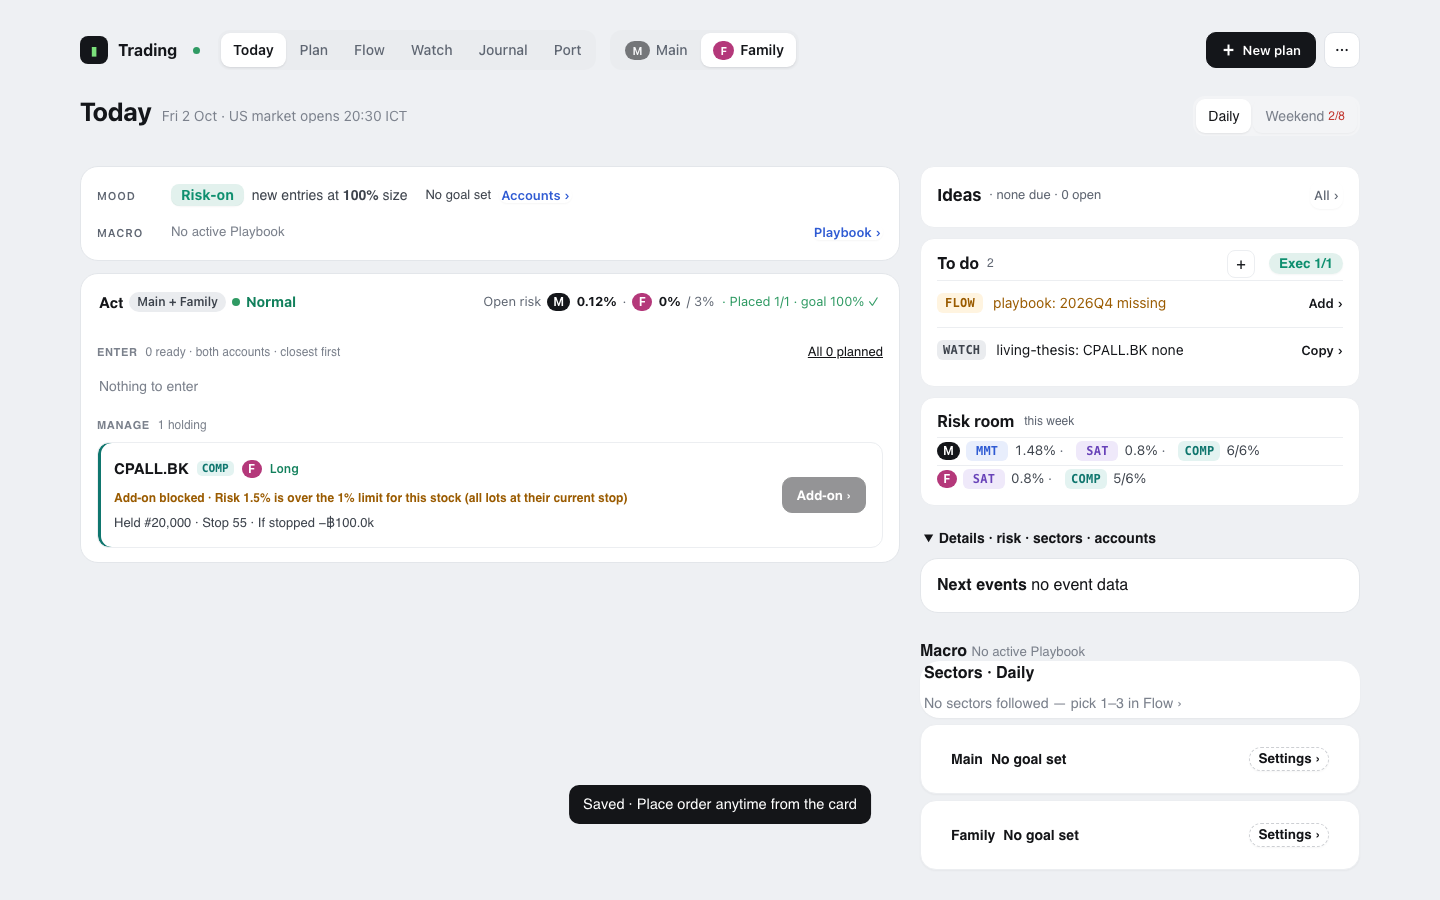 Trading
Today Plan Flow Watch Journal Port
M Main F Family
+ New plan
···
Today Fri 2 Oct · US market opens 20:30 ICT
Daily Weekend 2/8
MOOD Risk-on new entries at 100% size No goal set Accounts ›
MACRO No active Playbook Playbook ›
Act Main + Family Normal Open risk M 0.12% · F 0% / 3% · Placed 1/1 · goal 100% ✓
ENTER 0 ready · both accounts · closest first All 0 planned
Nothing to enter
MANAGE 1 holding
CPALL.BK COMP F Long
Add-on blocked · Risk 1.5% is over the 1% limit for this stock (all lots at their current stop)
Held #20,000 · Stop 55 · If stopped −฿100.0k
Add-on ›
Ideas · none due · 0 open All ›
To do 2 + Exec 1/1
FLOW playbook: 2026Q4 missing Add ›
WATCH living-thesis: CPALL.BK none Copy ›
Risk room this week
M MMT 1.48% · SAT 0.8% · COMP 6/6%
F SAT 0.8% · COMP 5/6%
▼ Details · risk · sectors · accounts
Next events no event data
Macro No active Playbook
Sectors · Daily
No sectors followed — pick 1–3 in Flow ›
Main No goal set Settings ›
Family No goal set Settings ›
Saved · Place order anytime from the card